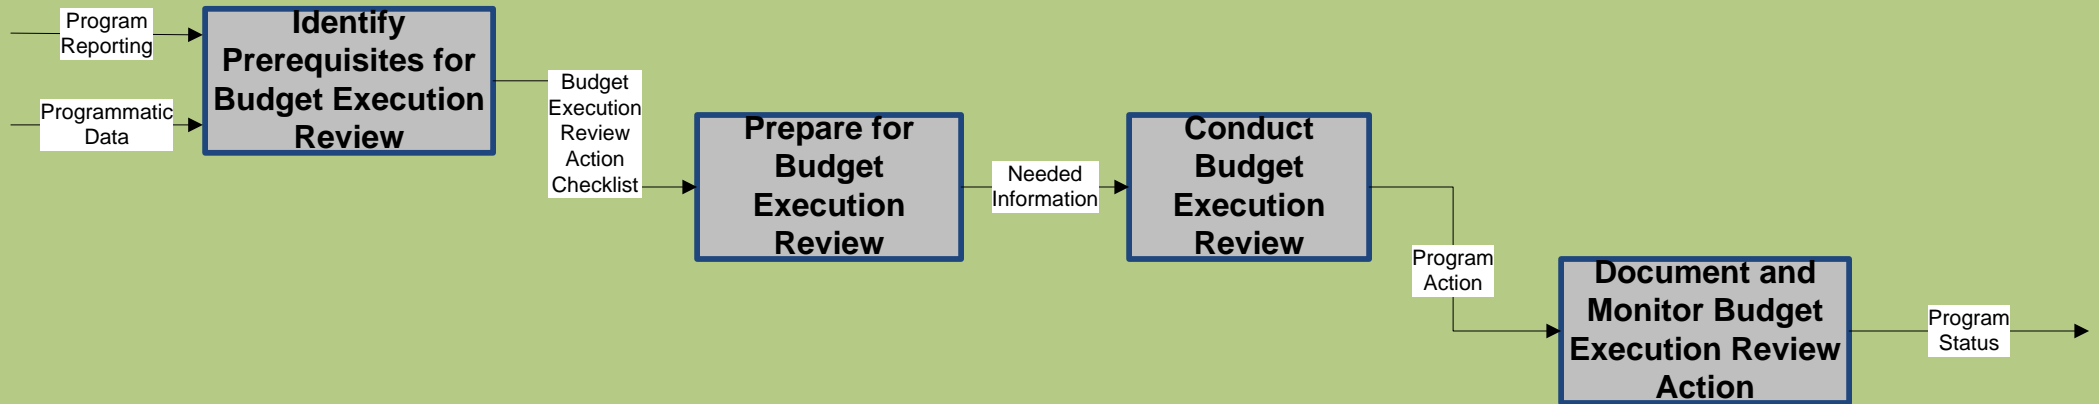 Program
Reporting
Programmatic
Data
Identify
Prerequisites for
Budget Execution
Review
Budget
Execution
Review
Action
Checklist
Prepare for
Budget
Execution
Review
Needed
Information
Conduct
Budget
Execution
Review
Program
Action
Document and
Monitor Budget
Execution Review
Action
Program
Status